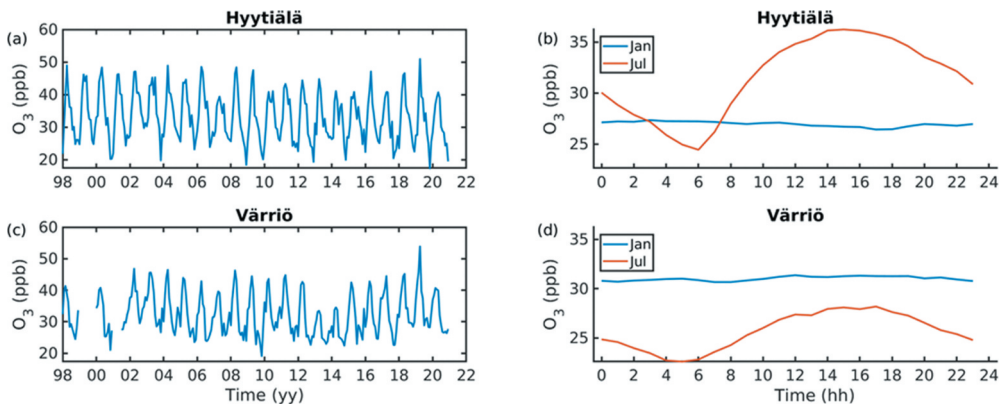 Hyytiälä
(a)
O3 (ppb)
60
50
40
30
20
98 00 02 04 06 08 10 12 14 16 18 20 22
Hyytiälä
(b)
O3 (ppb)
35
30
25
Jan
Jul
0 2 4 6 8 10 12 14 16 18 20 22 24
Värriö
(c)
O3 (ppb)
60
50
40
30
20
98 00 02 04 06 08 10 12 14 16 18 20 22
Time (yy)
Värriö
(d)
O3 (ppb)
35
30
25
Jan
Jul
0 2 4 6 8 10 12 14 16 18 20 22 24
Time (hh)